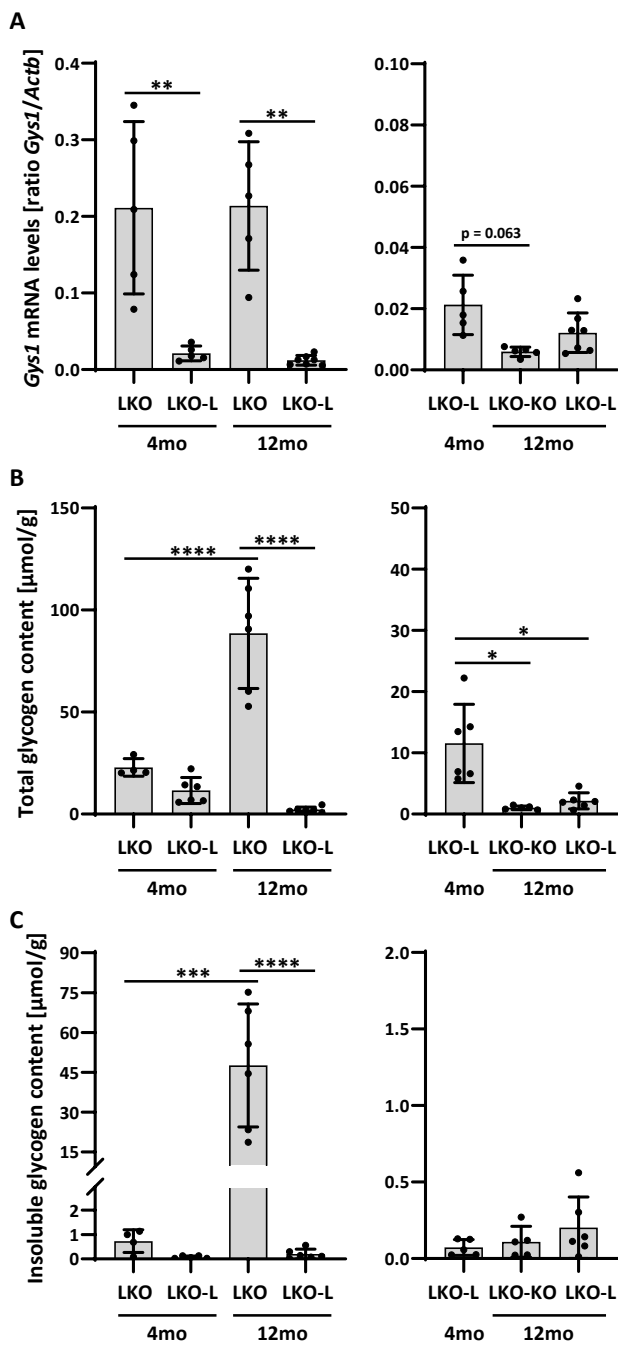 A
Gys1 mRNA levels [ratio Gys1/Actb]
0.4
0.3
0.2
0.1
0.0
**
**
LKO LKO-L LKO LKO-L
4mo 12mo
0.10
0.08
0.06
0.04
0.02
0.00
p = 0.063
LKO-L LKO-KO LKO-L
4mo 12mo
B
Total glycogen content [µmol/g]
150
100
50
0
**** ****
LKO LKO-L LKO LKO-L
4mo 12mo
50
40
30
20
10
0
*
*
LKO-L LKO-KO LKO-L
4mo 12mo
C
Insoluble glycogen content [µmol/g]
90
75
60
45
30
15
2
1
0
*** ****
LKO LKO-L LKO LKO-L
4mo 12mo
2.0
1.5
1.0
0.5
0.0
LKO-L LKO-KO LKO-L
4mo 12mo